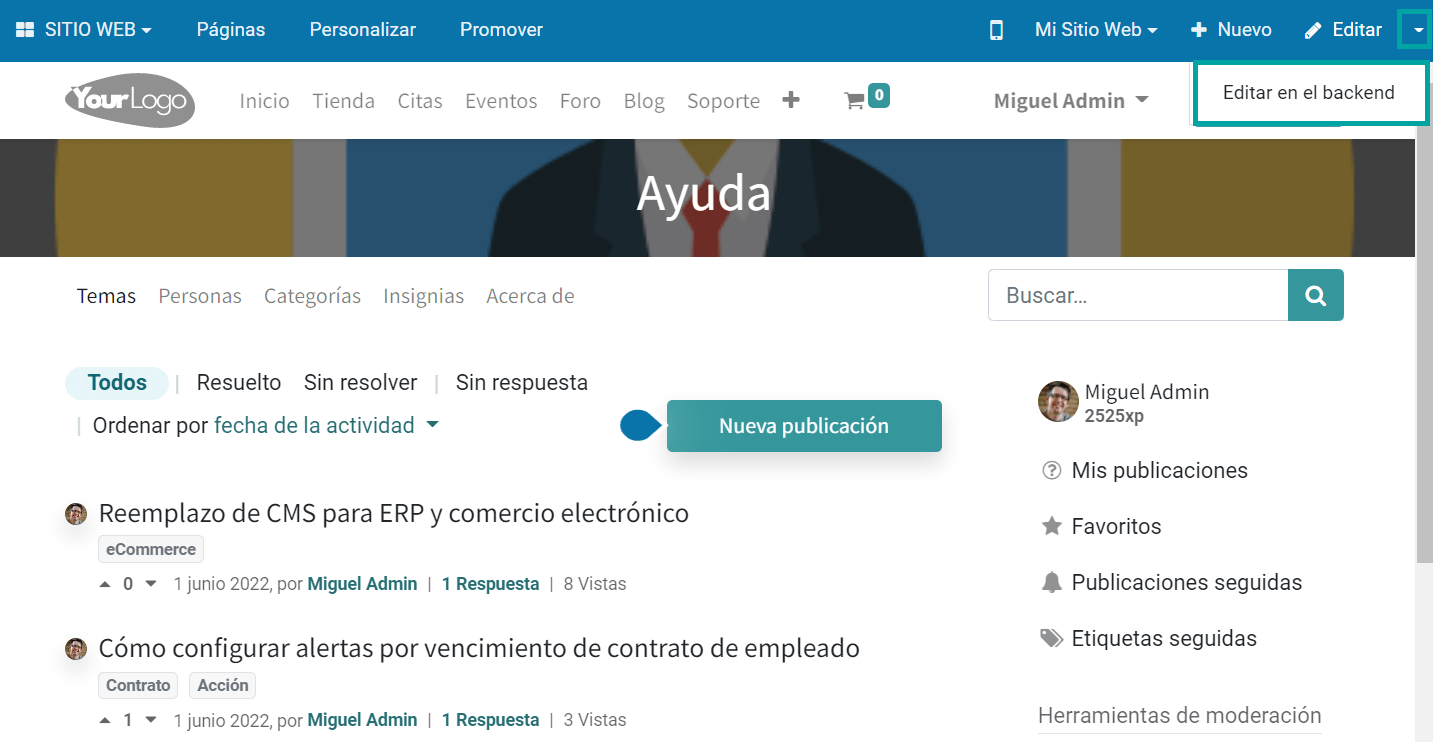 SITIO WEB Páginas Personalizar Promover Mi Sitio Web Nuevo Editar
YourLogo Inicio Tienda Citas Eventos Foro Blog Soporte 0 Miguel Admin Editar en el backend
Ayuda
Temas Personas Categorías Insignias Acerca de Buscar...
Todos | Resuelto Sin resolver | Sin respuesta
| Ordenar por fecha de la actividad
Nueva publicación
Miguel Admin
2525xp
Mis publicaciones
Favoritos
Publicaciones seguidas
Etiquetas seguidas
Herramientas de moderación
Reemplazo de CMS para ERP y comercio electrónico
eCommerce
0 1 junio 2022, por Miguel Admin | 1 Respuesta | 8 Vistas
Cómo configurar alertas por vencimiento de contrato de empleado
Contrato Acción
1 1 junio 2022, por Miguel Admin | 1 Respuesta | 3 Vistas